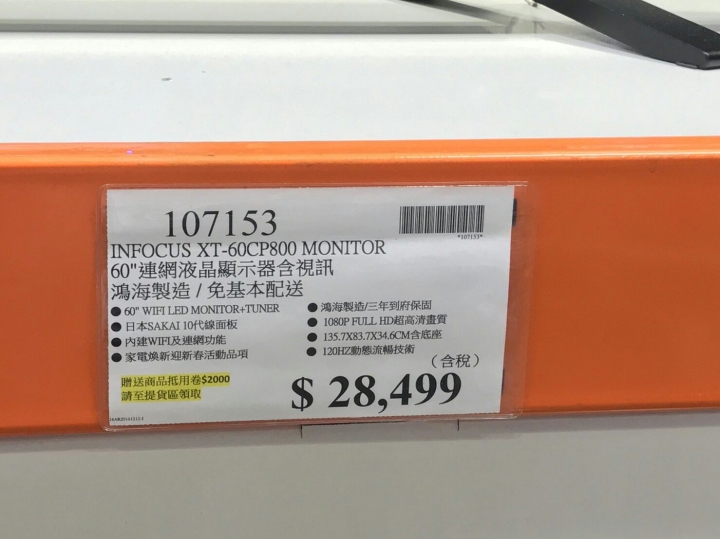 107153
*107153*
INFOCUS XT-60CP800 MONITOR
60"連網液晶顯示器含視訊
鴻海製造 / 免基本配送
● 60" WIFI LED MONITOR+TUNER
● 日本SAKAI 10代線面板
● 內建WIFI及連網功能
● 家電煥新迎新春活動品項
● 鴻海製造/三年到府保固
● 1080P FULL HD超高清畫質
● 135.7X83.7X34.6CM含底座
● 120HZ動態流暢技術
贈送商品抵用卷$2000
請至提貨區領取
(含稅)
$ 28,499